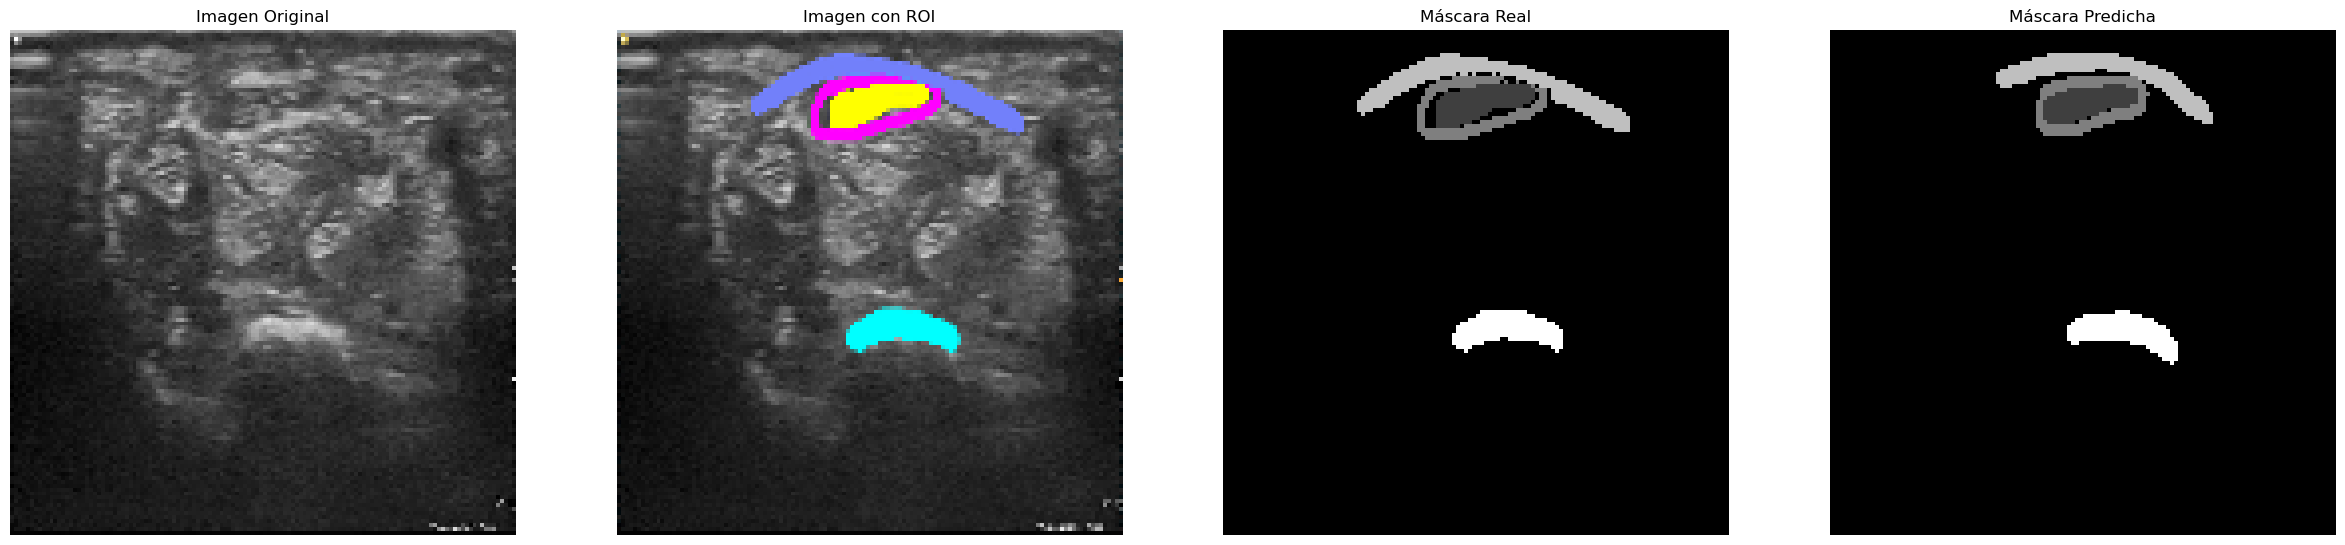 Imagen Original
Imagen con ROI
Máscara Real
Máscara Predicha